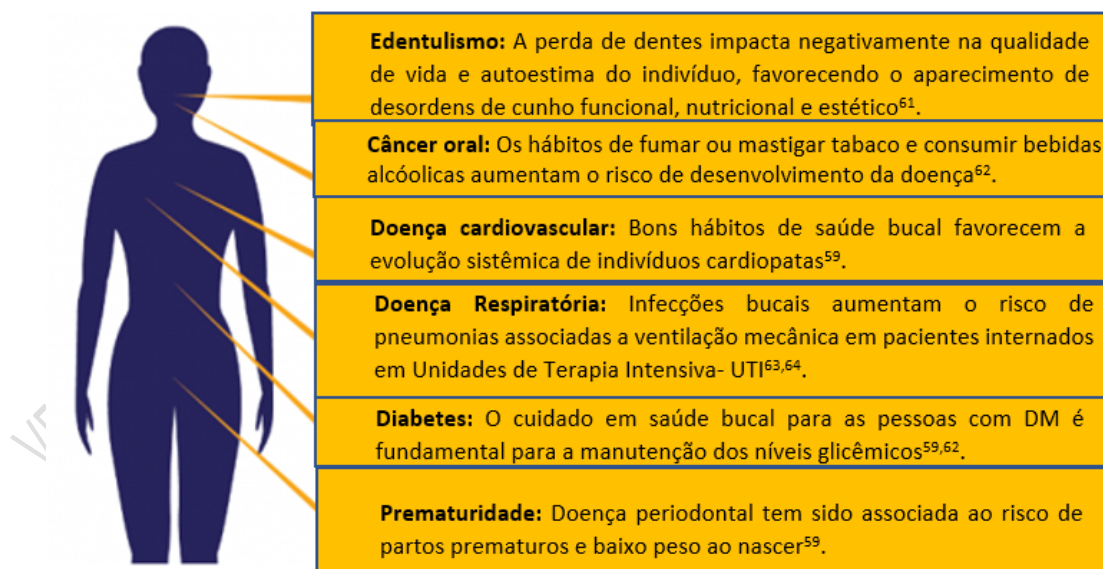 Edentulismo: A perda de dentes impacta negativamente na qualidade
de vida e autoestima do indivíduo, favorecendo o aparecimento de
desordens de cunho funcional, nutricional e estético⁶¹.
Câncer oral: Os hábitos de fumar ou mastigar tabaco e consumir bebidas
alcóolicas aumentam o risco de desenvolvimento da doença⁶².
Doença cardiovascular: Bons hábitos de saúde bucal favorecem a
evolução sistêmica de indivíduos cardiopatas⁵⁹.
Doença Respiratória: Infecções bucais aumentam o risco de
pneumonias associadas a ventilação mecânica em pacientes internados
em Unidades de Terapia Intensiva- UTI⁶³,⁶⁴.
Diabetes: O cuidado em saúde bucal para as pessoas com DM é
fundamental para a manutenção dos níveis glicêmicos⁵⁹,⁶².
Prematuridade: Doença periodontal tem sido associada ao risco de
partos prematuros e baixo peso ao nascer⁵⁹.